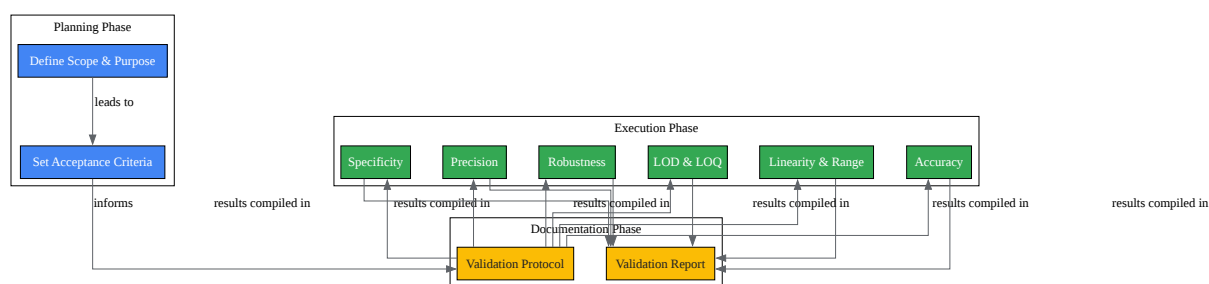 Planning Phase
Define Scope & Purpose
leads to
Execution Phase
Set Acceptance Criteria
Specificity
Precision
Robustness
LOD & LOQ
Linearity & Range
Accuracy
informs
results compiled in
results compiled in
results compiled in
results compiled in
results compiled in
results compiled in
Documentation Phase
Validation Protocol
Validation Report